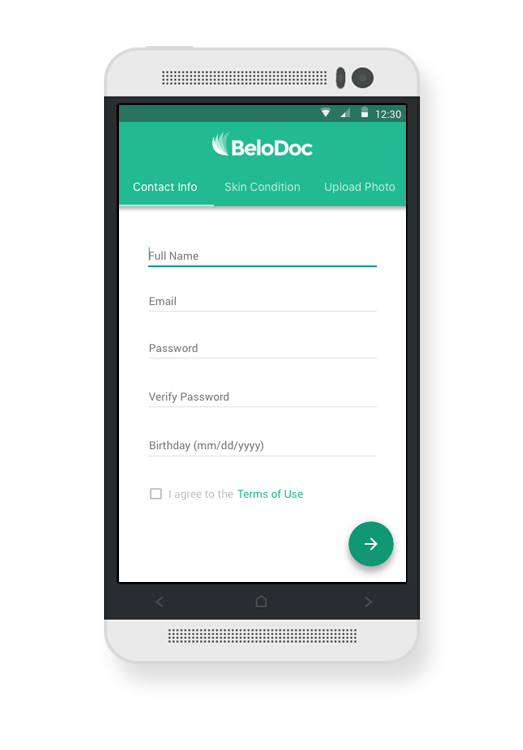 12:30
BeloDoc
Contact Info Skin Condition Upload Photo
Full Name
Email
Password
Verify Password
Birthday (mm/dd/yyyy)
I agree to the Terms of Use